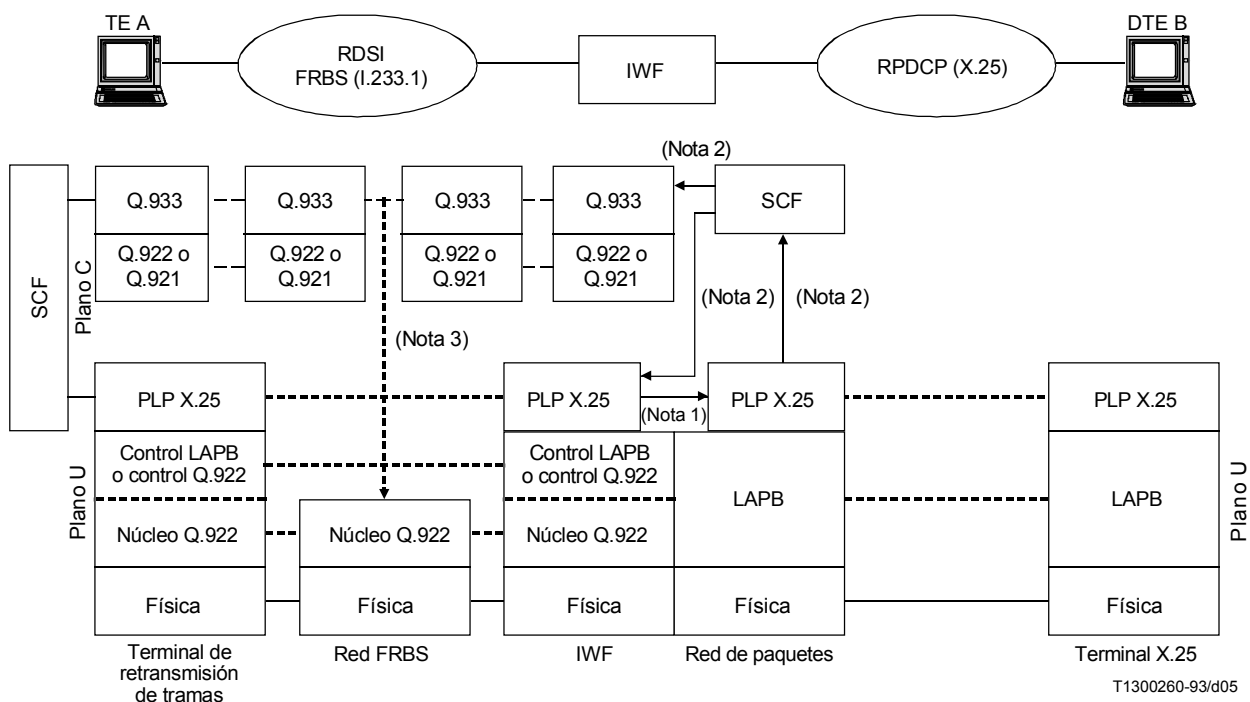 TE A
DTE B
RDSI
FRBS (I.233.1)
IWF
RPDCP (X.25)
(Nota 2)
SCF
Plano C
Q.933
Q.933
Q.933
Q.933
SCF
Q.922 o
Q.921
Q.922 o
Q.921
Q.922 o
Q.921
Q.922 o
Q.921
(Nota 2)
(Nota 2)
(Nota 3)
PLP X.25
PLP X.25
(Nota 1)
PLP X.25
PLP X.25
Plano U
Control LAPB
o control Q.922
Control LAPB
o control Q.922
LAPB
LAPB
Plano U
Núcleo Q.922
Núcleo Q.922
Núcleo Q.922
Física
Física
Física
Física
Física
Terminal de
retransmisión
de tramas
Red FRBS
IWF
Red de paquetes
Terminal X.25
T1300260-93/d05